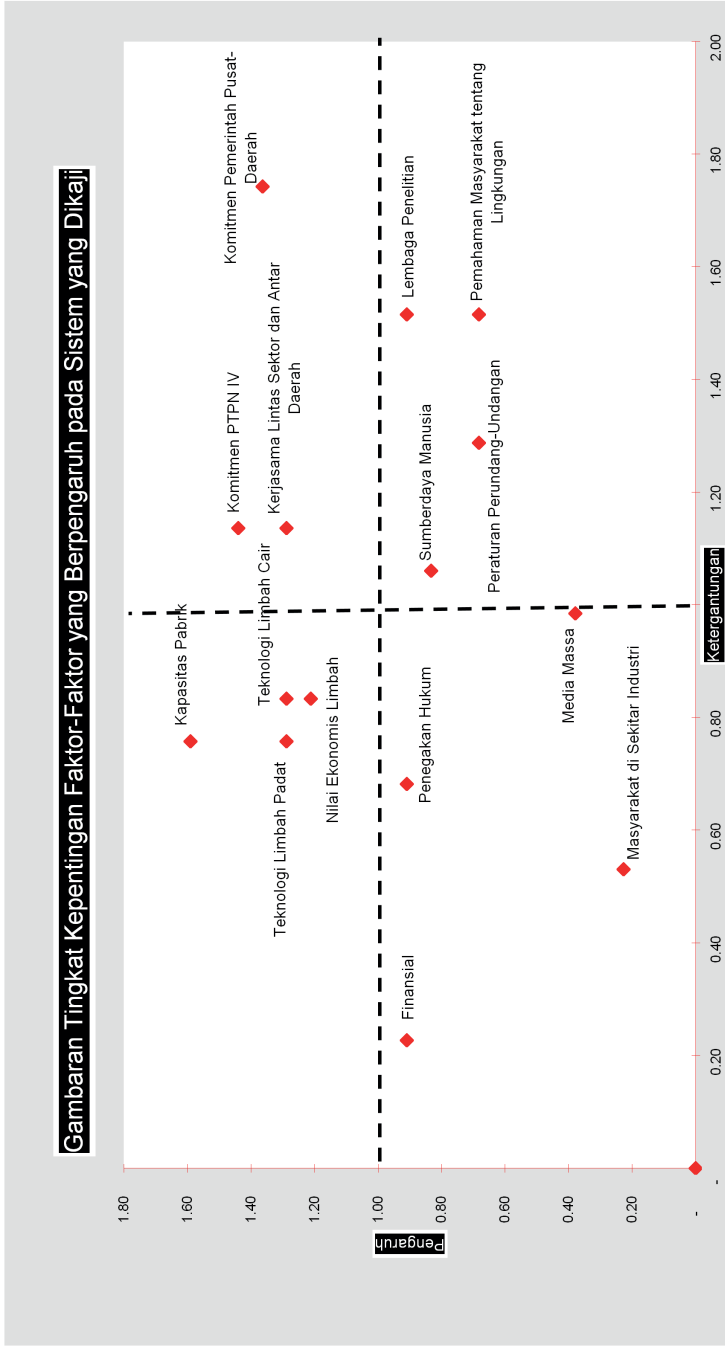 Gambaran Tingkat Kepentingan Faktor-Faktor yang Berpengaruh pada Sistem yang Dikaji
Komitmen Pemerintah Pusat-
Daerah
Komitmen PTPN IV
Kapasitas Pabrik
Kerjasama Lintas Sektor dan Antar
Daerah
Teknologi Limbah Cair
Teknologi Limbah Padat
Nilai Ekonomis Limbah
Lembaga Penelitian
Finansial
Penegakan Hukum
Sumberdaya Manusia
Pemahaman Masyarakat tentang
Lingkungan
Peraturan Perundang-Undangan
Media Massa
Masyarakat di Sekitar Industri
Pengaruh
1.80
1.60
1.40
1.20
1.00
0.80
0.60
0.40
0.20
-
-
0.20
0.40
0.60
0.80
1.20
1.40
1.60
1.80
2.00
Ketergantungan